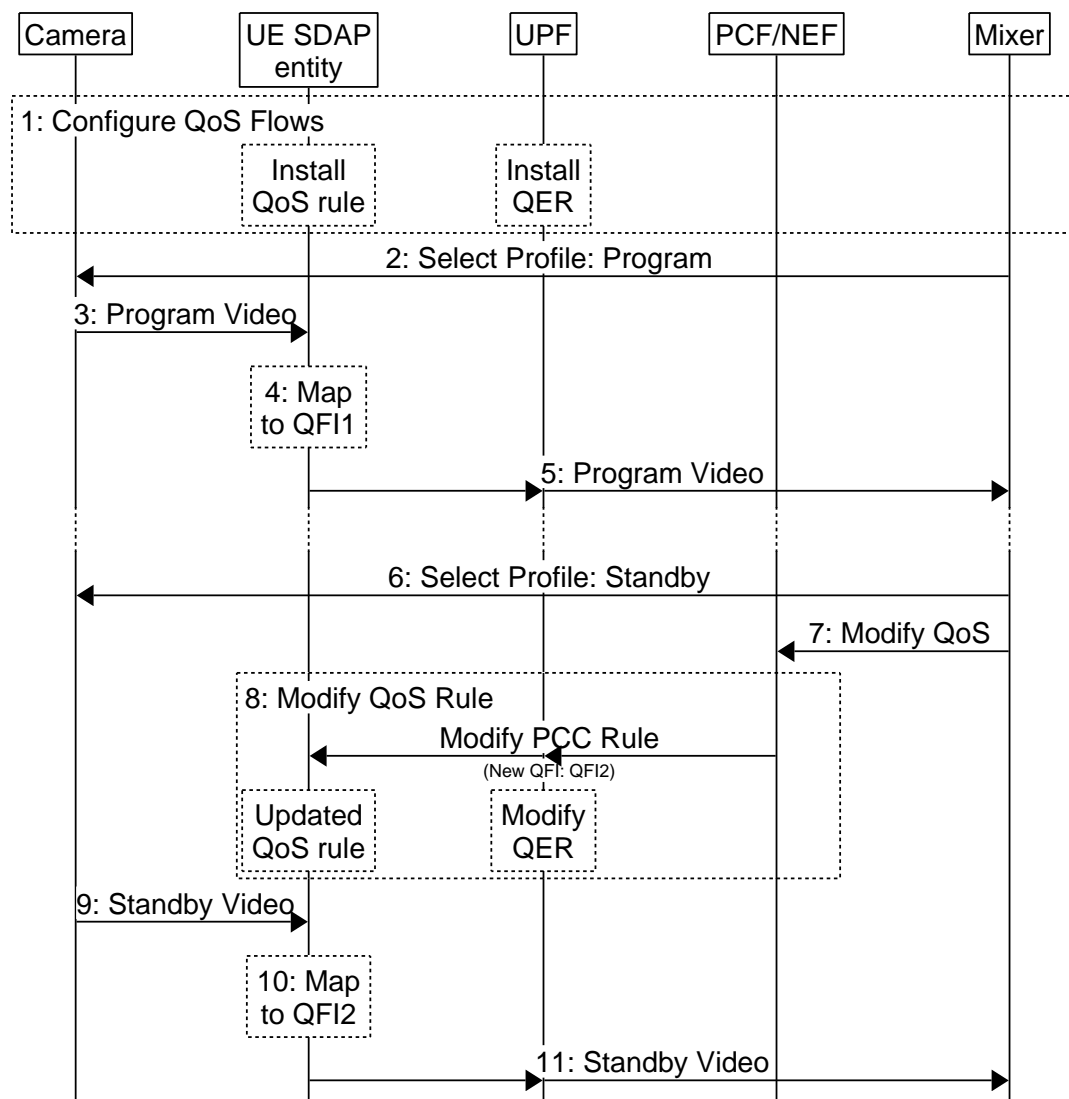 Camera
UE SDAP
entity
UPF
PCF/NEF
Mixer
1: Configure QoS Flows
Install
QoS rule
Install
QER
2: Select Profile: Program
3: Program Video
4: Map
to QFI1
5: Program Video
6: Select Profile: Standby
7: Modify QoS
8: Modify QoS Rule
Modify PCC Rule
(New QFI: QFI2)
Updated
QoS rule
Modify
QER
9: Standby Video
10: Map
to QFI2
11: Standby Video